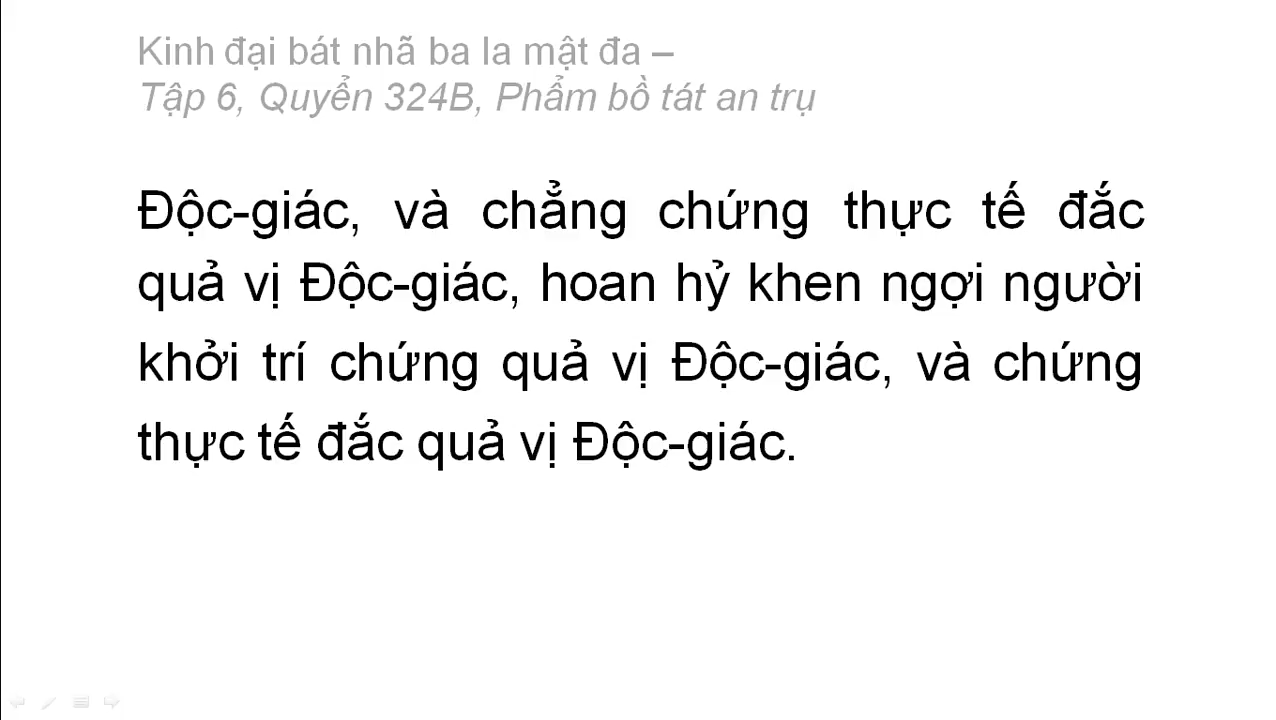 Kinh đại bát nhã ba la mật đa –
Tập 6, Quyển 324B, Phẩm bồ tát an trụ
Độc-giác, và chẳng chứng thực tế đắc
quả vị Độc-giác, hoan hỷ khen ngợi người
khởi trí chứng quả vị Độc-giác, và chứng
thực tế đắc quả vị Độc-giác.